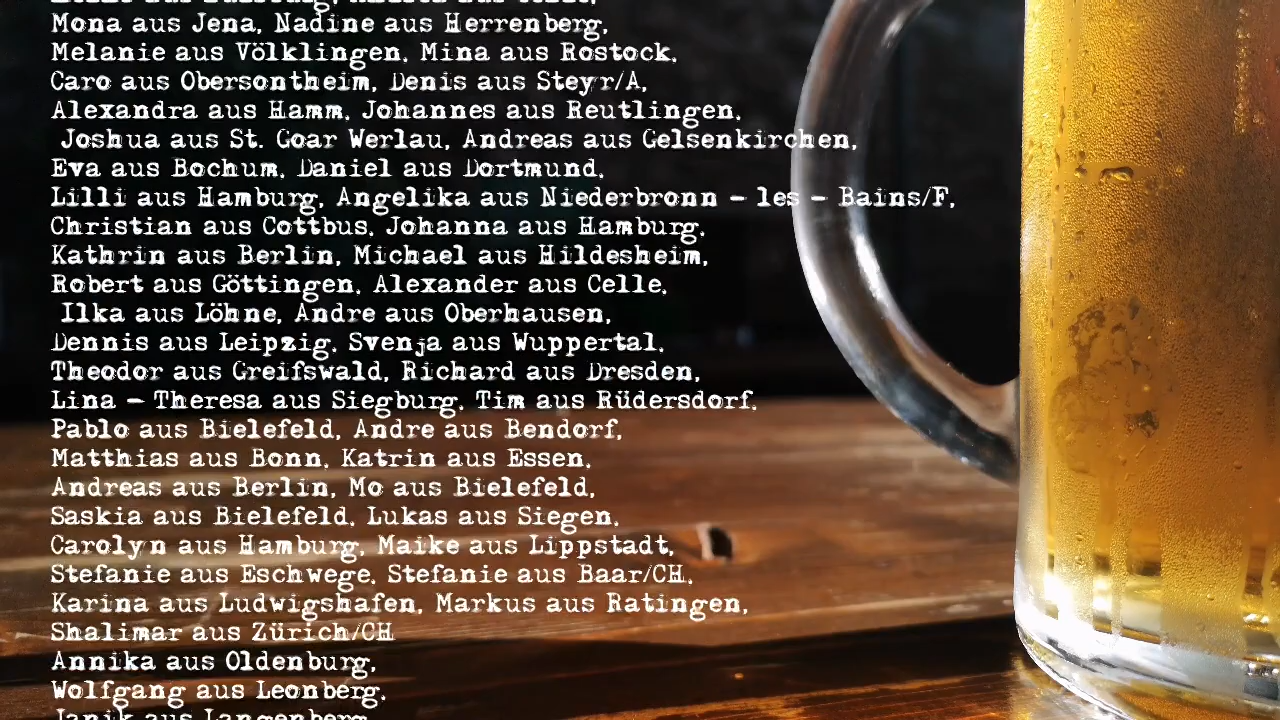 Mona aus Jena, Nadine aus Herrenberg,
Melanie aus Völklingen, Mina aus Rostock,
Caro aus Obersontheim, Denis aus Steyr/A,
Alexandra aus Hamm, Johannes aus Reutlingen,
Joshua aus St. Goar Werlau, Andreas aus Gelsenkirchen,
Eva aus Bochum, Daniel aus Dortmund,
Lilli aus Hamburg, Angelika aus Niederbronn - les - Bains/F,
Christian aus Cottbus, Johanna aus Hamburg,
Kathrin aus Berlin, Michael aus Hildesheim,
Robert aus Göttingen, Alexander aus Celle,
Ilka aus Löhne, Andre aus Oberhausen,
Dennis aus Leipzig, Svenja aus Wuppertal,
Theodor aus Greifswald, Richard aus Dresden,
Lina - Theresa aus Siegburg, Tim aus Rüdersdorf,
Pablo aus Bielefeld, Andre aus Bendorf,
Matthias aus Bonn, Katrin aus Essen,
Andreas aus Berlin, Mo aus Bielefeld,
Saskia aus Bielefeld, Lukas aus Siegen,
Carolyn aus Hamburg, Maike aus Lippstadt,
Stefanie aus Eschwege, Stefanie aus Baar/CH,
Karina aus Ludwigshafen, Markus aus Ratingen,
Shalimar aus Zürich/CH
Annika aus Oldenburg,
Wolfgang aus Leonberg,
Janik aus Langenberg,